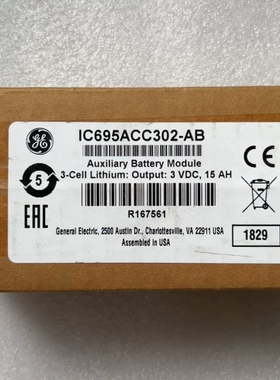 GE
IC695ACC302-AB
Auxiliary Battery Module
3-Cell Lithium: Output: 3 VDC, 15 AH
5
EAC
R167561
CE
General Electric, 2500 Austin Dr., Charlottesville, VA 22911 USA
Assembled In USA
1829